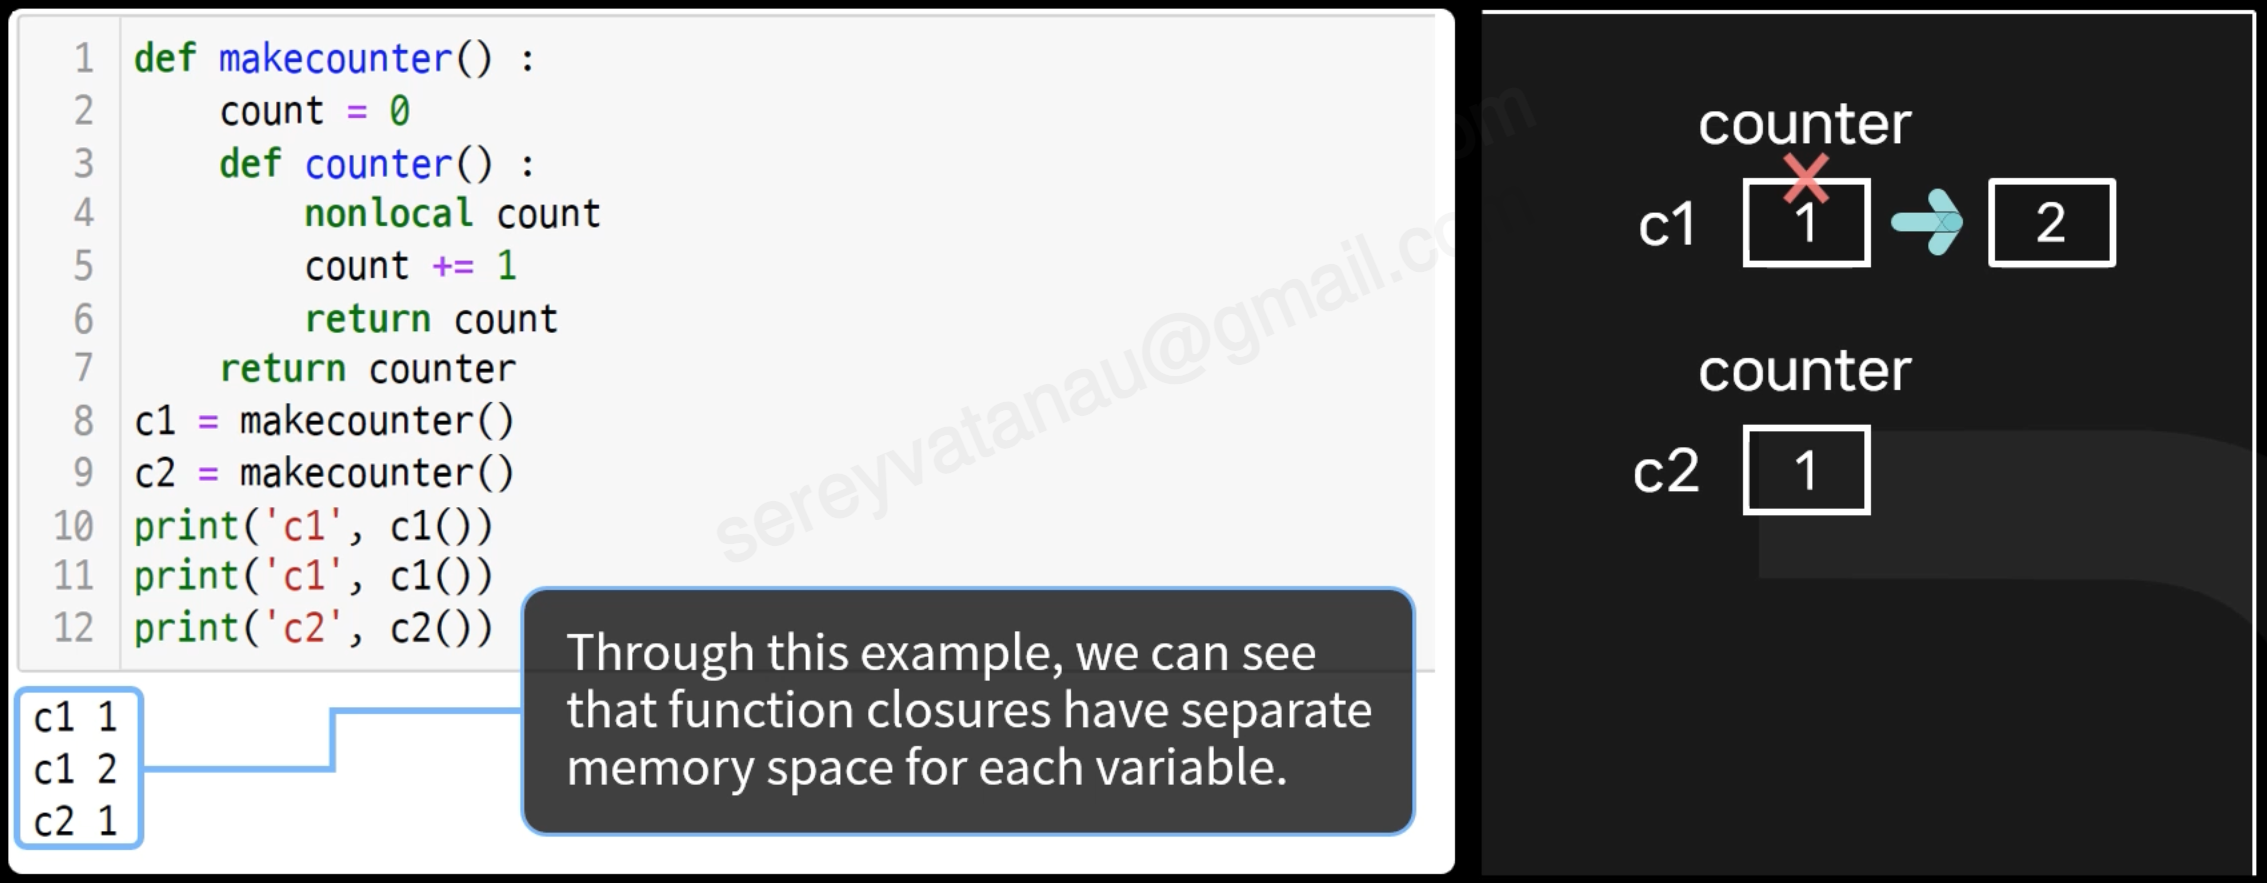 1 def makecounter() :
2     count = 0
3     def counter() :
4         nonlocal count
5         count += 1
6         return count
7     return counter
8 c1 = makecounter()
9 c2 = makecounter()
10 print('c1', c1())
11 print('c1', c1())
12 print('c2', c2())
c1 1
c1 2
c2 1
Through this example, we can see
that function closures have separate
memory space for each variable.
counter
c1 1 2
counter
c2 1
sereyvatanau@gmail.com